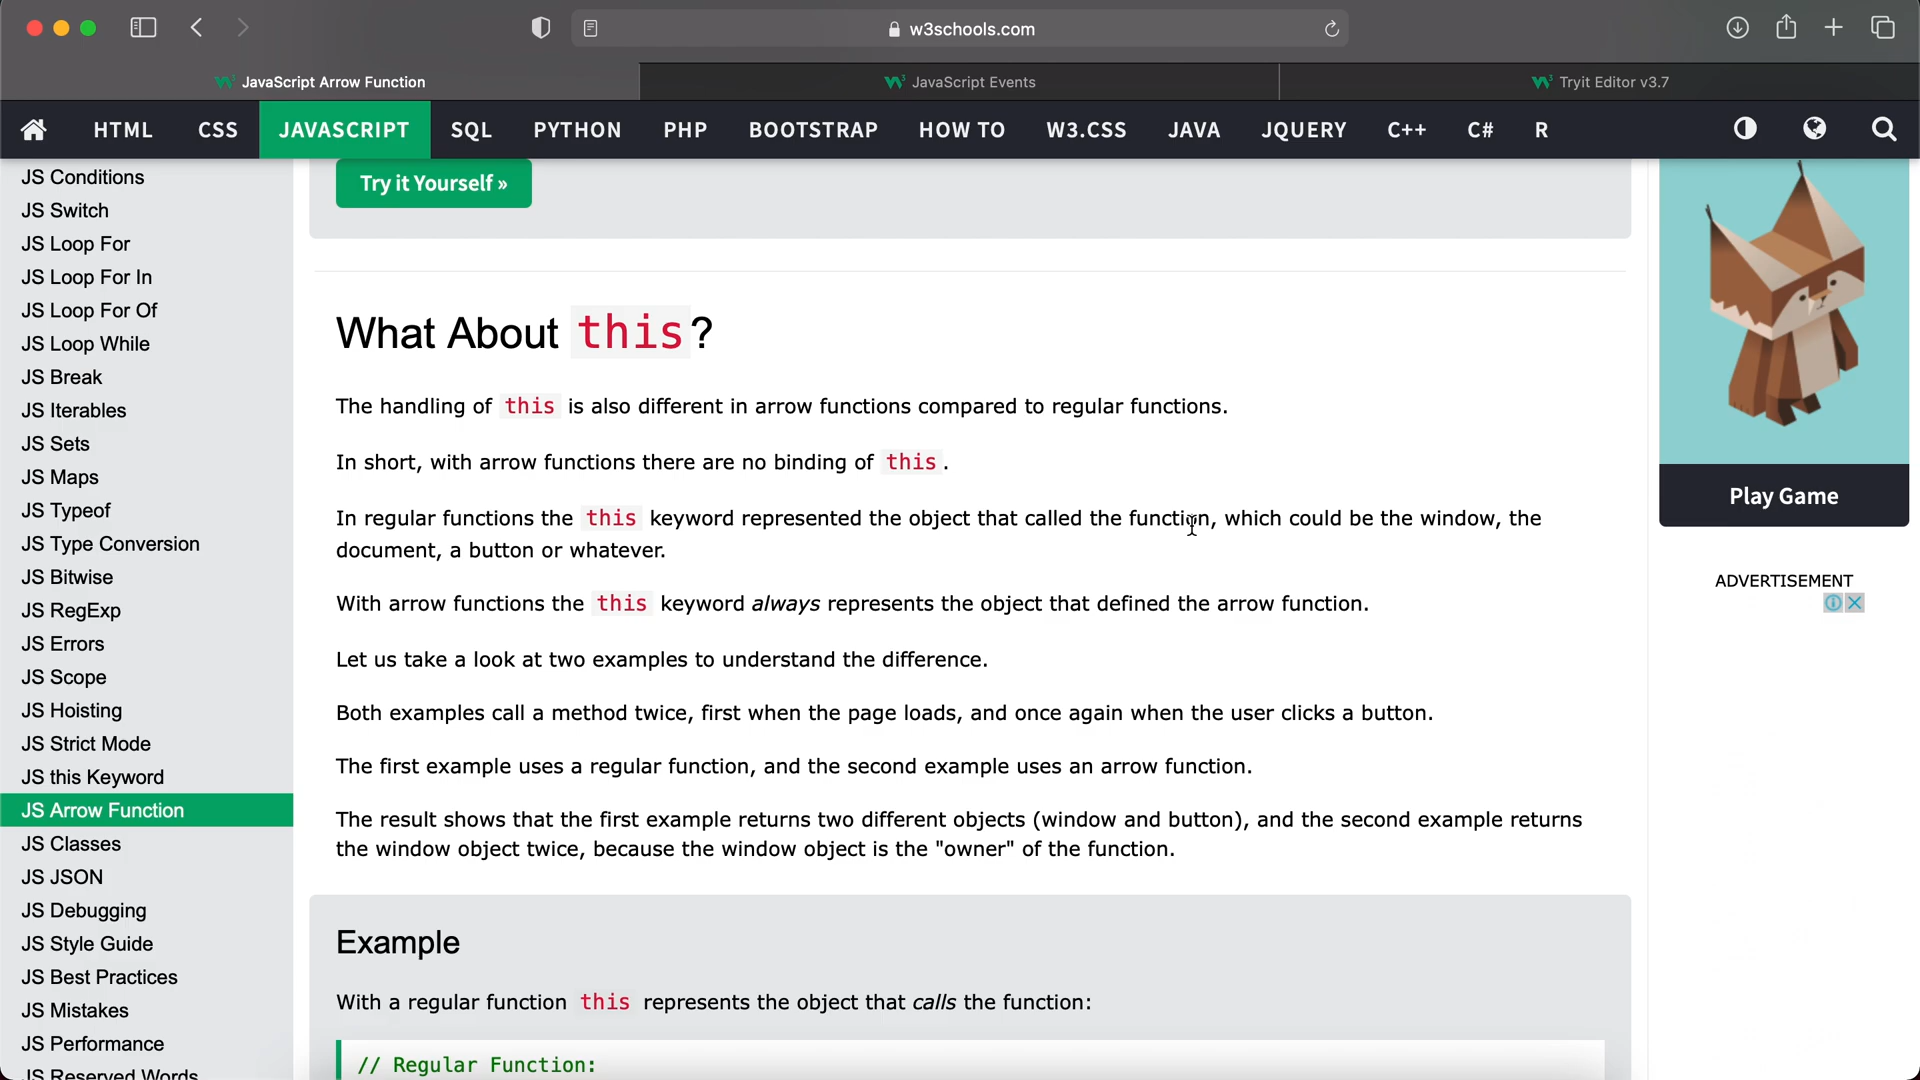 w3schools.com
JavaScript Arrow Function
JavaScript Events
Tryit Editor v3.7
HTML CSS JAVASCRIPT SQL PYTHON PHP BOOTSTRAP HOW TO W3.CSS JAVA JQUERY C++ C# R
JS Conditions
JS Switch
JS Loop For
JS Loop For In
JS Loop For Of
JS Loop While
JS Break
JS Iterables
JS Sets
JS Maps
JS Typeof
JS Type Conversion
JS Bitwise
JS RegExp
JS Errors
JS Scope
JS Hoisting
JS Strict Mode
JS this Keyword
JS Arrow Function
JS Classes
JS JSON
JS Debugging
JS Style Guide
JS Best Practices
JS Mistakes
JS Performance
JS Reserved Words
Try it Yourself »
What About this?
The handling of this is also different in arrow functions compared to regular functions.
In short, with arrow functions there are no binding of this.
In regular functions the this keyword represented the object that called the function, which could be the window, the
document, a button or whatever.
With arrow functions the this keyword always represents the object that defined the arrow function.
Let us take a look at two examples to understand the difference.
Both examples call a method twice, first when the page loads, and once again when the user clicks a button.
The first example uses a regular function, and the second example uses an arrow function.
The result shows that the first example returns two different objects (window and button), and the second example returns
the window object twice, because the window object is the "owner" of the function.
Example
With a regular function this represents the object that calls the function:
// Regular Function:
Play Game
ADVERTISEMENT